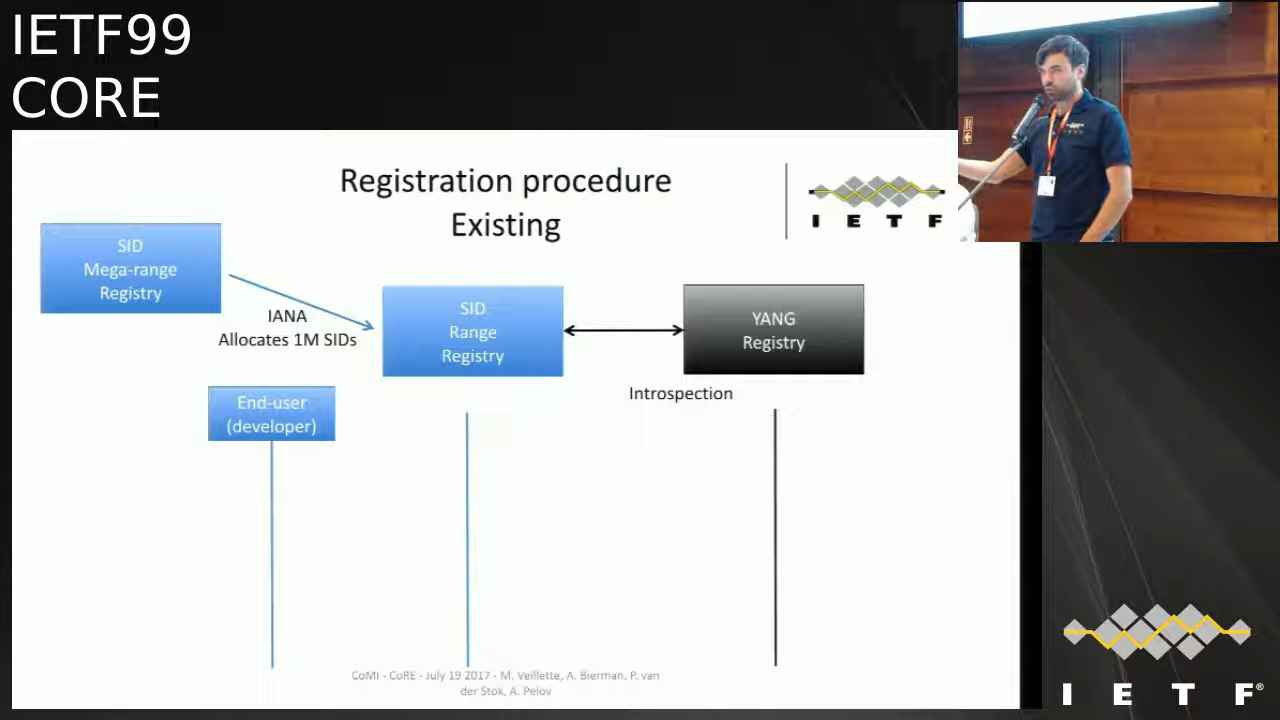 IETF99
CORE
Registration procedure
Existing
I E T F
SID
Mega-range
Registry
IANA
Allocates 1M SIDs
SID
Range
Registry
YANG
Registry
Introspection
End-user
(developer)
CoMI - CoRE - July 19 2017 - M. Veillette, A. Bierman, P. van
der Stok, A. Pelov
I E T F®